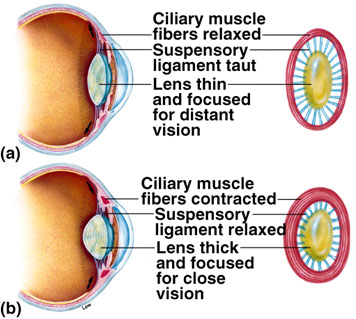 Ciliary muscle
fibers relaxed
Suspensory
ligament taut
Lens thin
and focused
for distant
vision
(a)
Ciliary muscle
fibers contracted
Suspensory
ligament relaxed
Lens thick
and focused
for close
vision
(b)